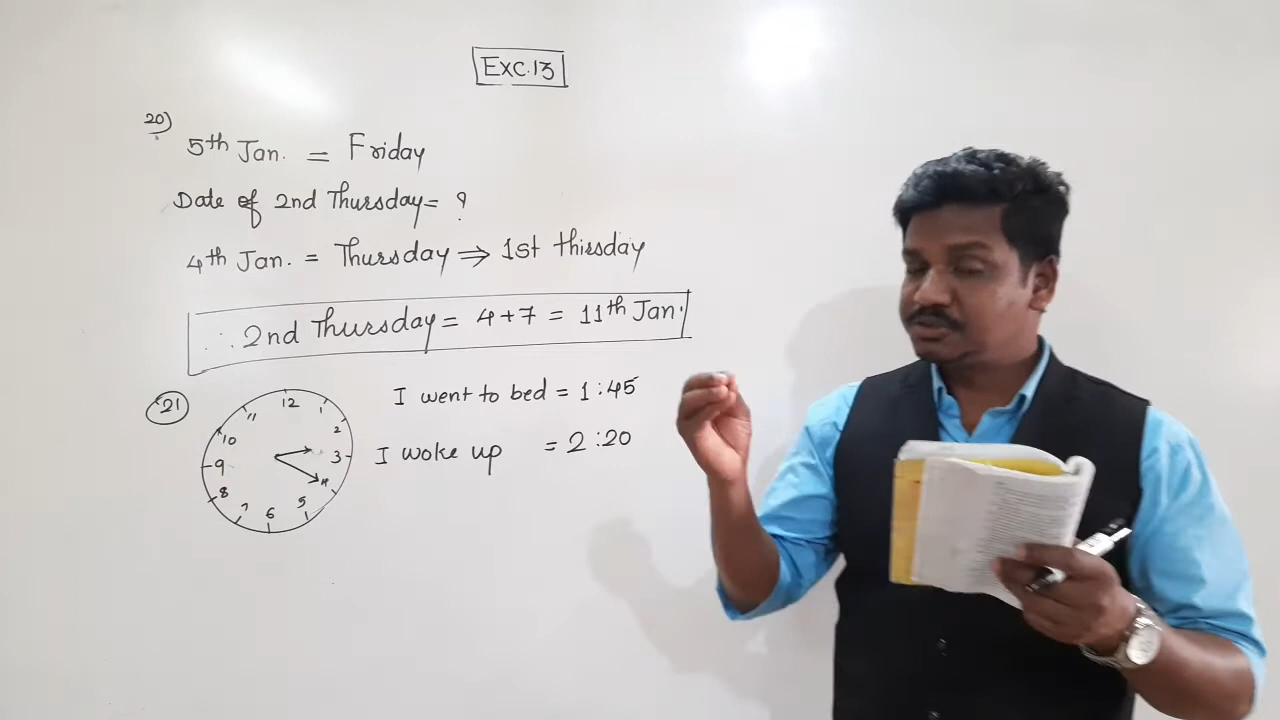 Exc.13
20)
5th Jan. = Friday
Date of 2nd Thursday = ?
4th Jan. = Thursday ⇒ 1st thirsday
∴ 2nd Thursday = 4+7 = 11th Jan.
21
I went to bed = 1:45
I woke up = 2:20
12
1
2
3
4
5
6
7
8
9
10
11